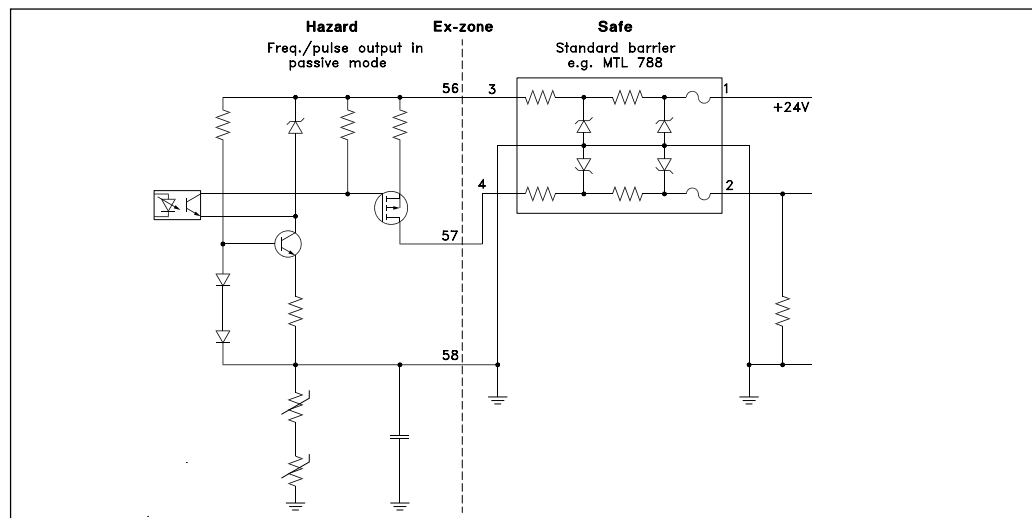 Hazard
Ex-zone
Safe
Freq./pulse output in
passive mode
Standard barrier
e.g. MTL 788
56
3
1
+24V
4
2
57
58